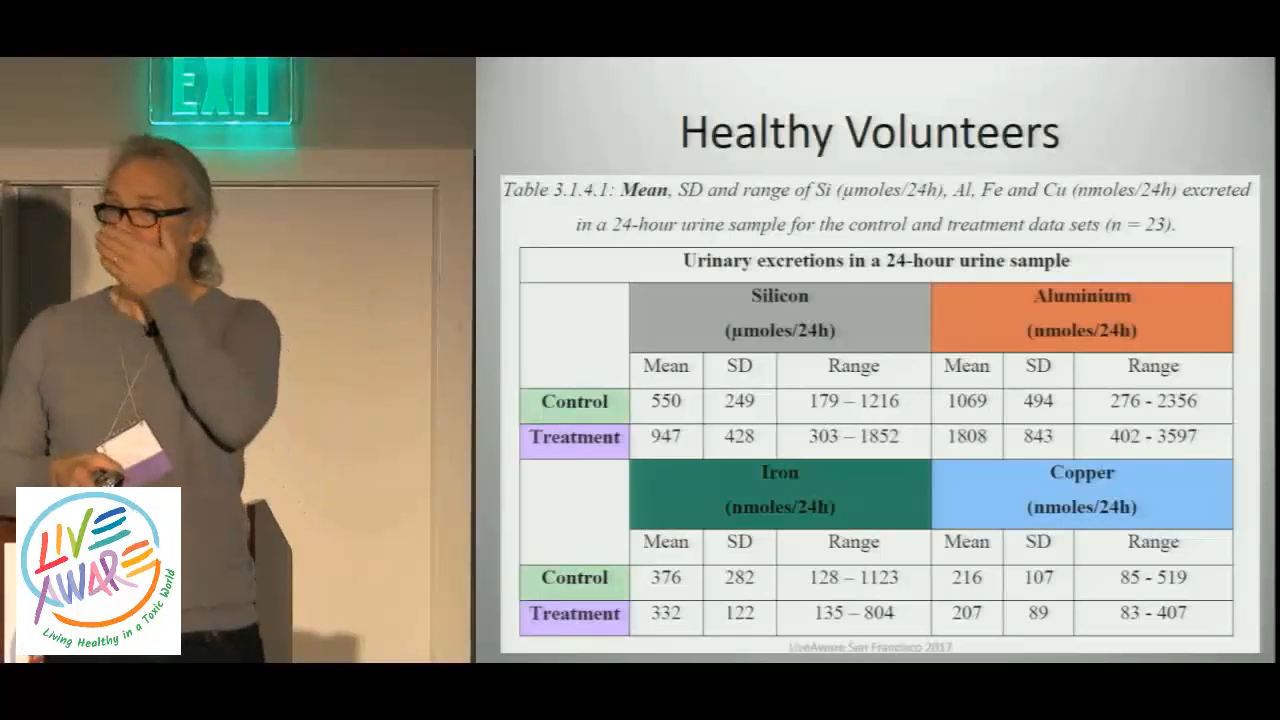 EXIT
Healthy Volunteers
Table 3.1.4.1: Mean, SD and range of Si (µmoles/24h), Al, Fe and Cu (nmoles/24h) excreted
in a 24-hour urine sample for the control and treatment data sets (n = 23).
Urinary excretions in a 24-hour urine sample
Silicon Aluminium
(µmoles/24h) (nmoles/24h)
Mean SD Range Mean SD Range
Control 550 249 179 – 1216 1069 494 276 - 2356
Treatment 947 428 303 – 1852 1808 843 402 - 3597
Iron Copper
(nmoles/24h) (nmoles/24h)
Mean SD Range Mean SD Range
Control 376 282 128 – 1123 216 107 85 - 519
Treatment 332 122 135 – 804 207 89 83 - 407
LiveAware San Francisco 2017
LIVE
AWARE
Living Healthy in a Toxic World